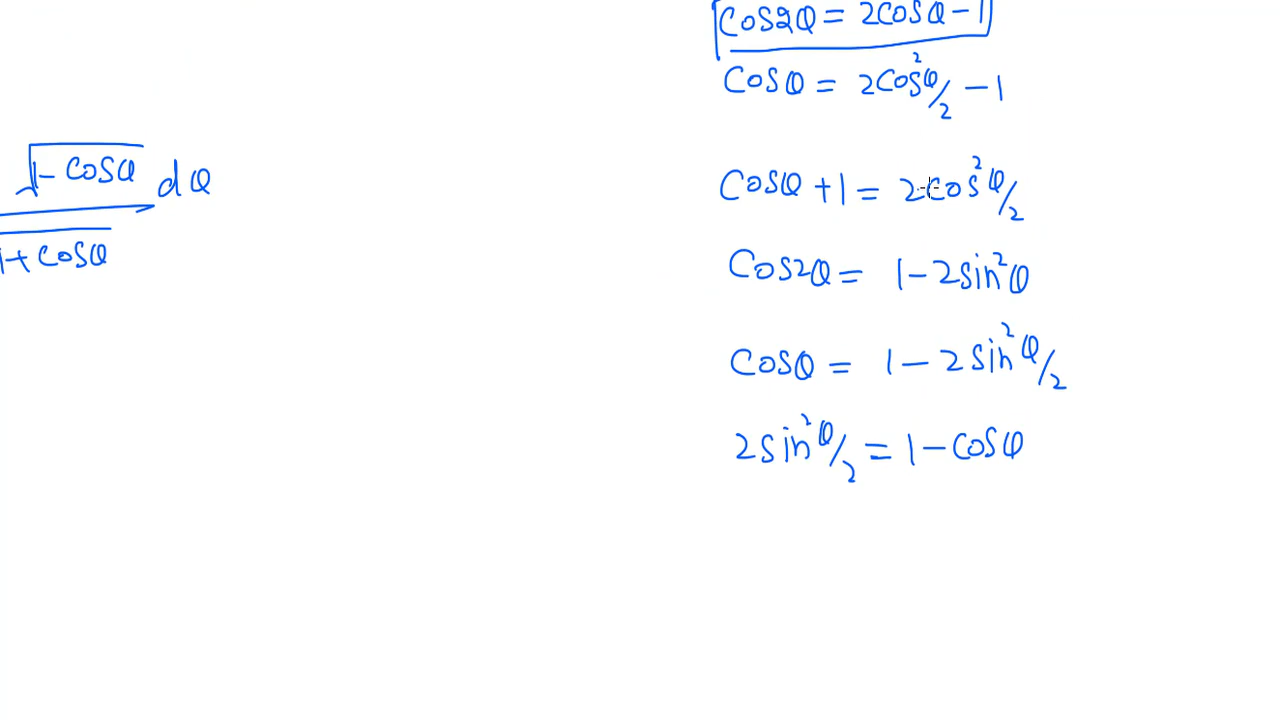 cos2θ = 2cosθ - 1
cosθ = 2cos²θ/2 - 1
√1 - cosθ dθ
1 + cosθ
cosθ + 1 = 2cos²θ/2
cos2θ = 1 - 2sin²θ
cosθ = 1 - 2sin²θ/2
2sin²θ/2 = 1 - cosθ